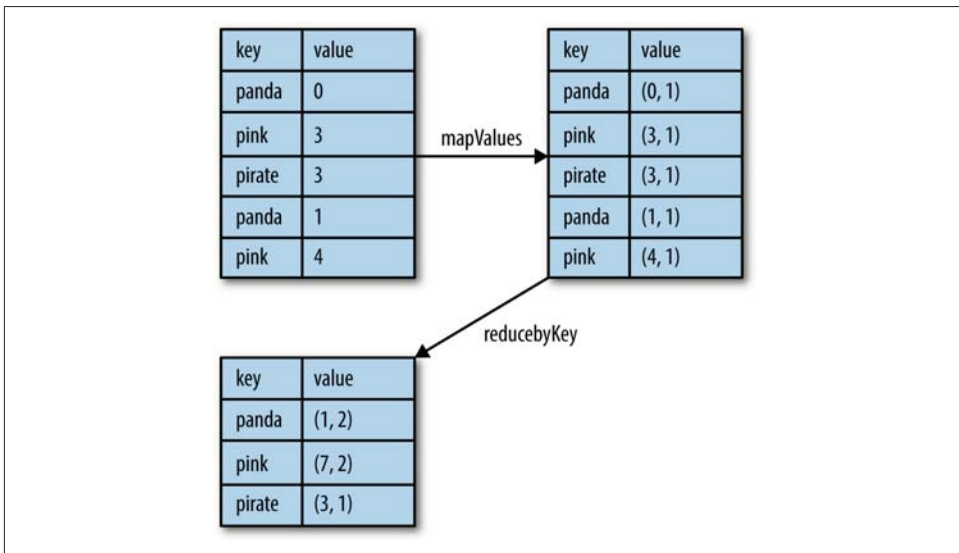 key value
panda 0
pink 3
pirate 3
panda 1
pink 4
mapValues
key value
panda (0, 1)
pink (3, 1)
pirate (3, 1)
panda (1, 1)
pink (4, 1)
reducebyKey
key value
panda (1, 2)
pink (7, 2)
pirate (3, 1)